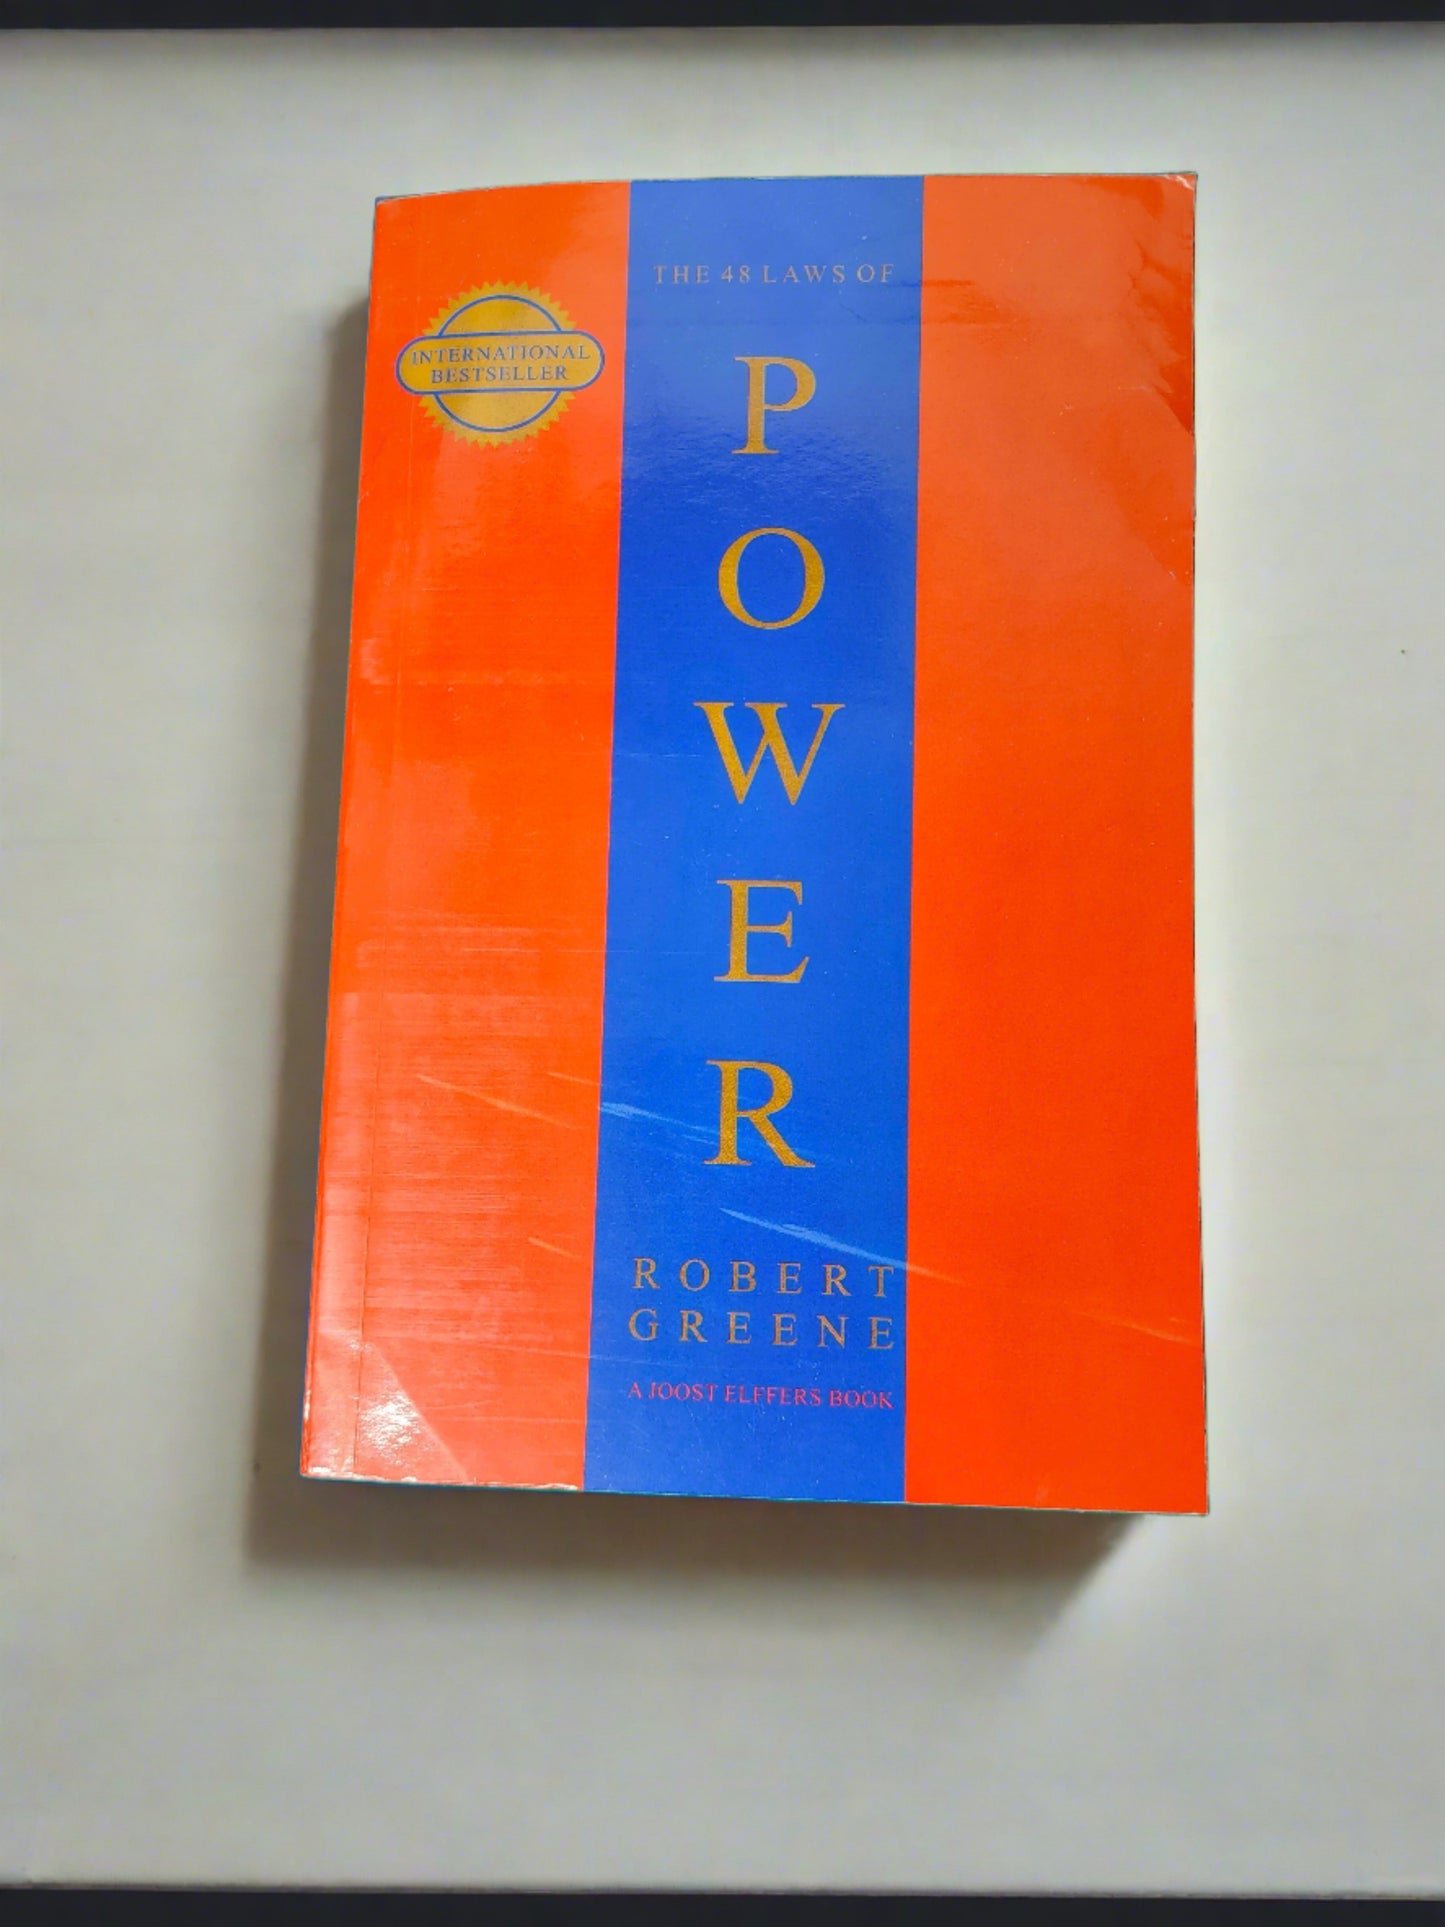 THE 48 LAWS OF
INTERNATIONAL
BESTSELLER
P
O
W
E
R
ROBERT
GREENE
A JOOST ELFFERS BOOK